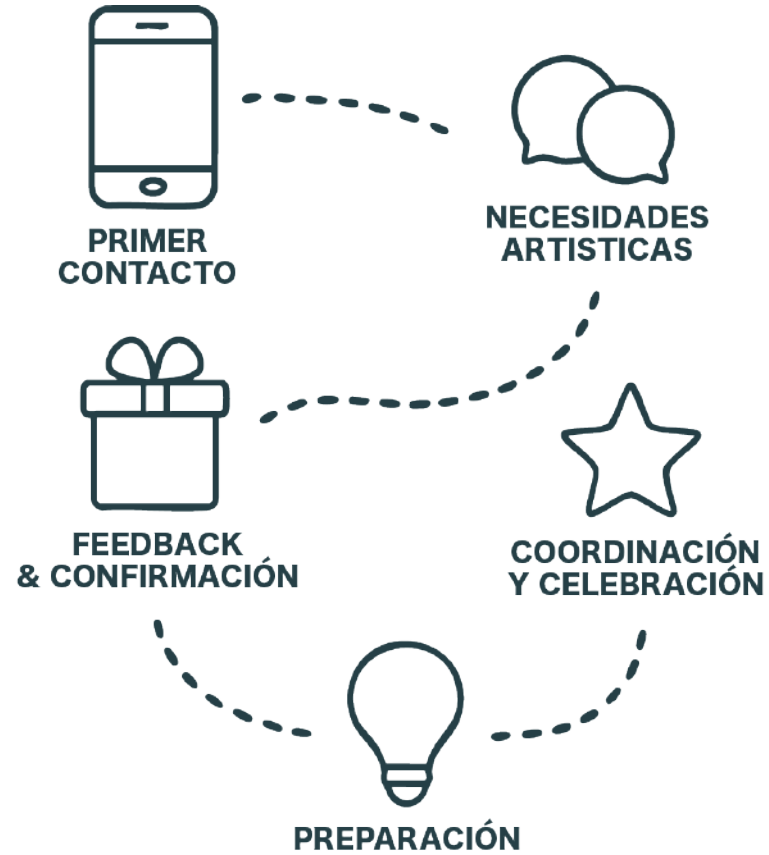 PRIMER
CONTACTO
NECESIDADES
ARTISTICAS
FEEDBACK
& CONFIRMACIÓN
COORDINACIÓN
Y CELEBRACIÓN
PREPARACIÓN